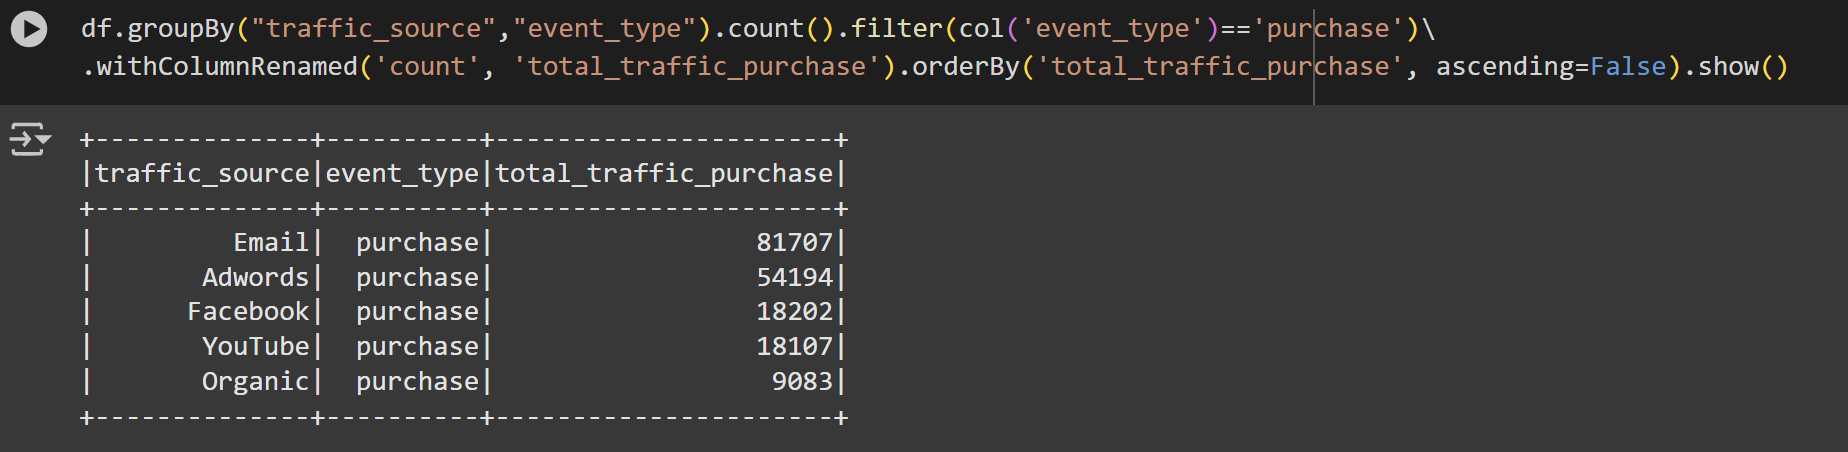 df.groupBy("traffic_source","event_type").count().filter(col('event_type')=='purchase')\
.withColumnRenamed('count', 'total_traffic_purchase').orderBy('total_traffic_purchase', ascending=False).show()
+--------------+----------+----------------------+
|traffic_source|event_type|total_traffic_purchase|
+--------------+----------+----------------------+
|         Email|  purchase|                 81707|
|       Adwords|  purchase|                 54194|
|      Facebook|  purchase|                 18202|
|       YouTube|  purchase|                 18107|
|       Organic|  purchase|                  9083|
+--------------+----------+----------------------+